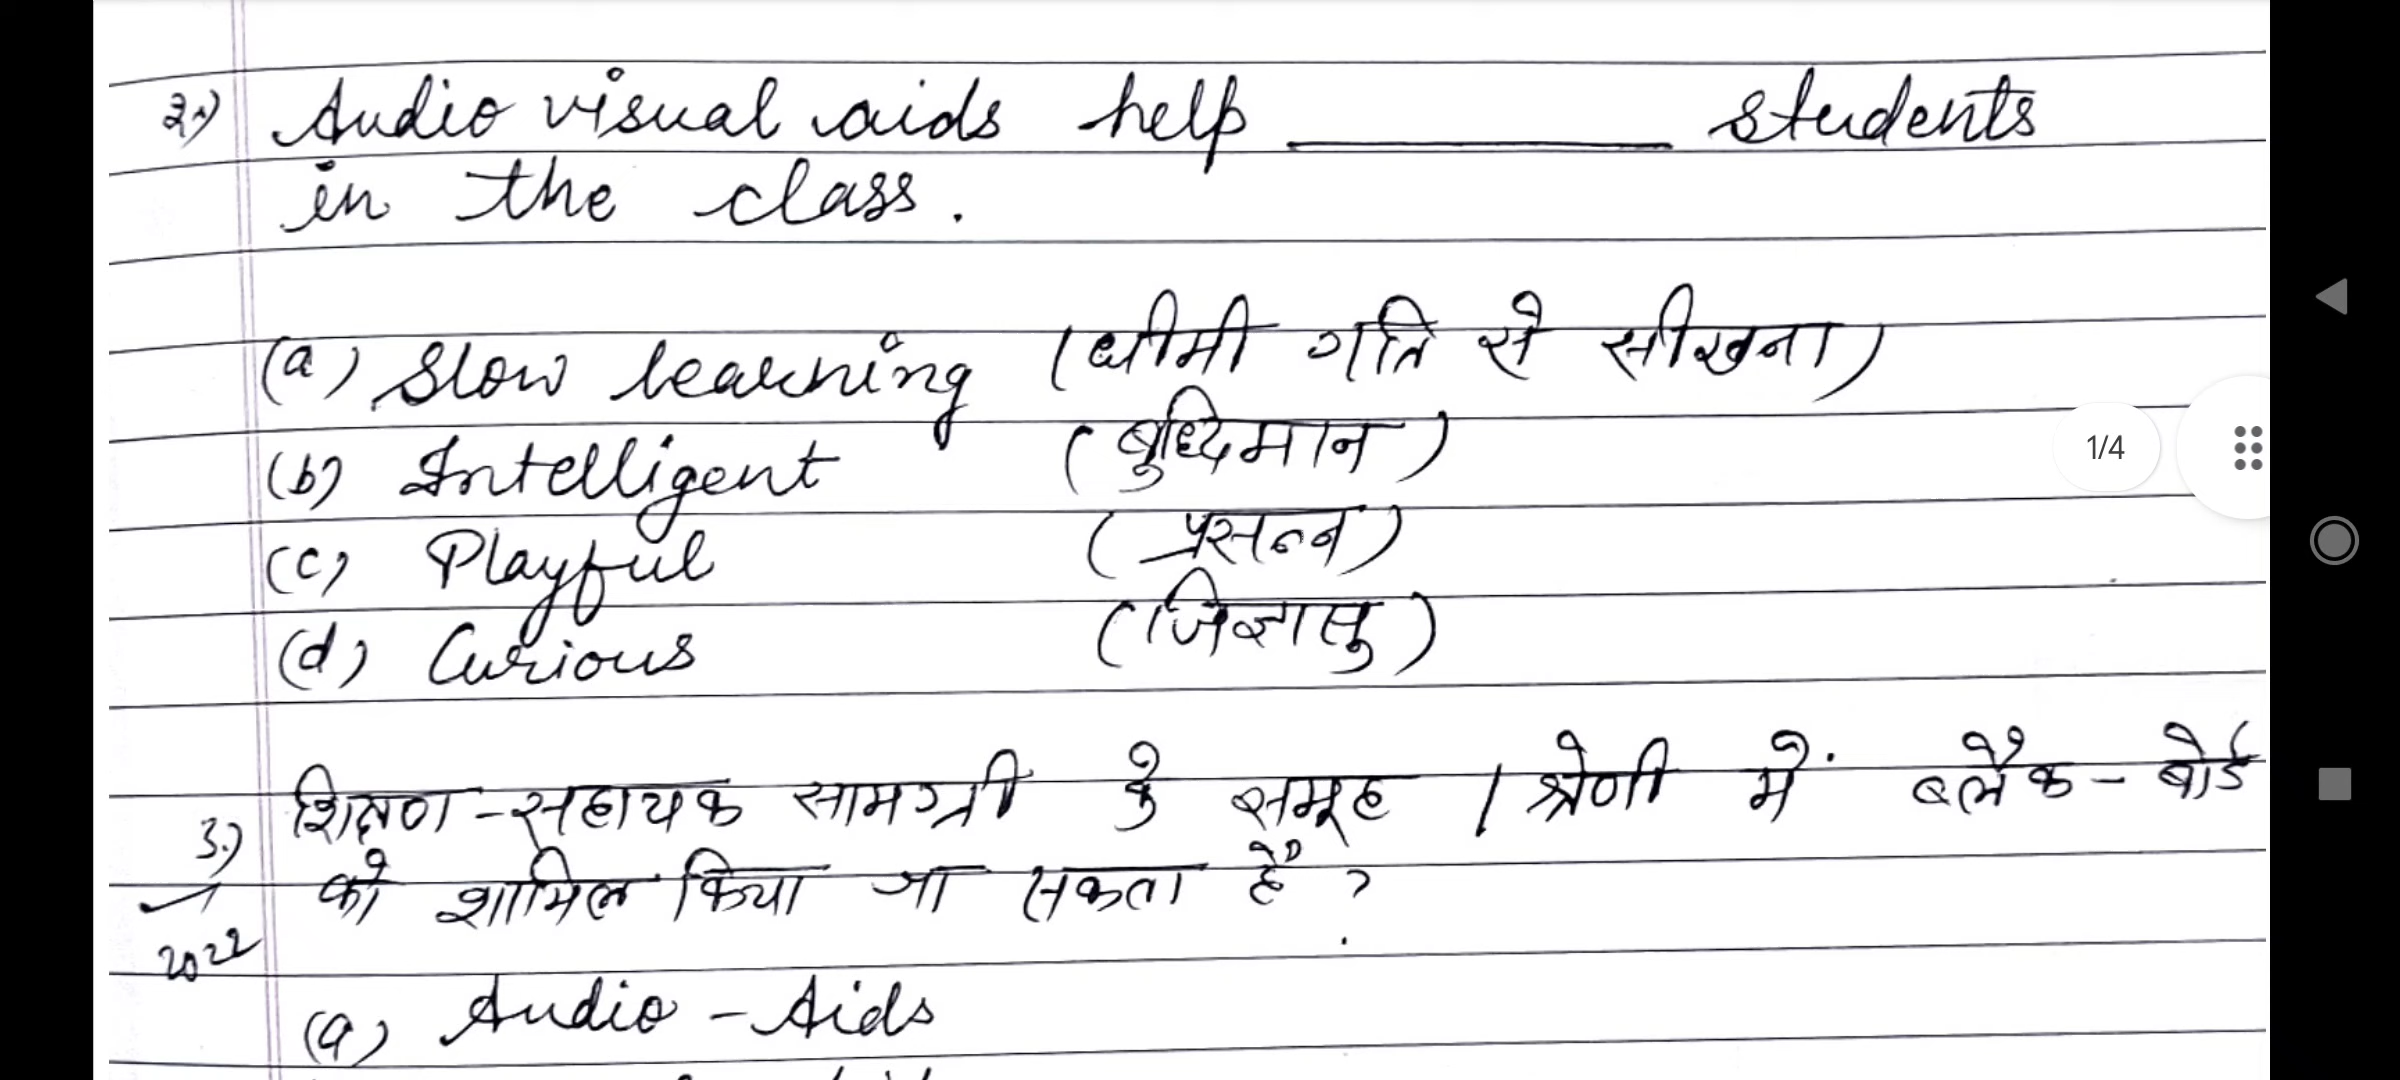 2.) Audio visual aids help ______ students
in the class.
(a) Slow learning (धीमी गति से सीखना)
(b) Intelligent (बुध्दिमान)
(c) Playful (प्रसन्न)
(d) Curious (जिज्ञासु)
1/4
3.) शिक्षण-सहायक सामग्री के समूह / श्रेणी में ब्लैक-बोर्ड
को शामिल किया जा सकता है ?
2022
(a) Audio - Aids